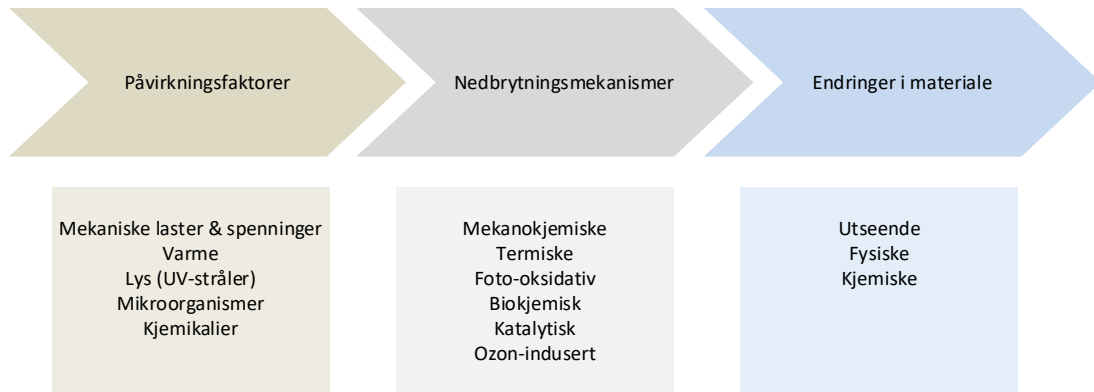 Påvirkningsfaktorer
Nedbrytningsmekanismer
Endringer i materiale
Mekaniske laster & spenninger
Varme
Lys (UV-stråler)
Mikroorganismer
Kjemikalier
Mekanokjemiske
Termiske
Foto-oksidativ
Biokjemisk
Katalytisk
Ozon-indusert
Utseende
Fysiske
Kjemiske